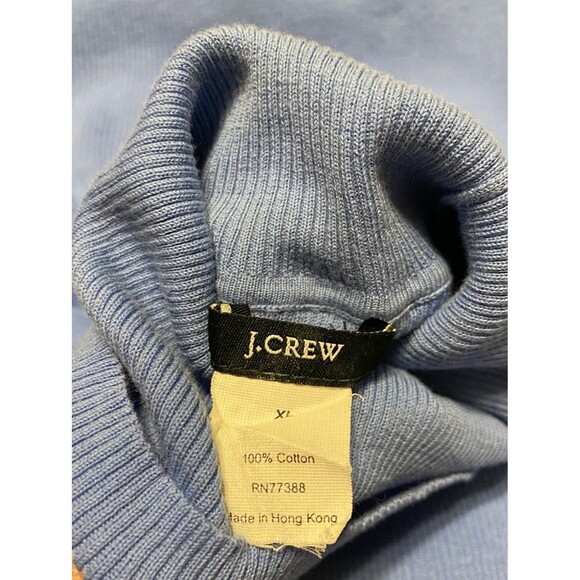 J.CREW
XL
100% Cotton
RN77388
Made in Hong Kong